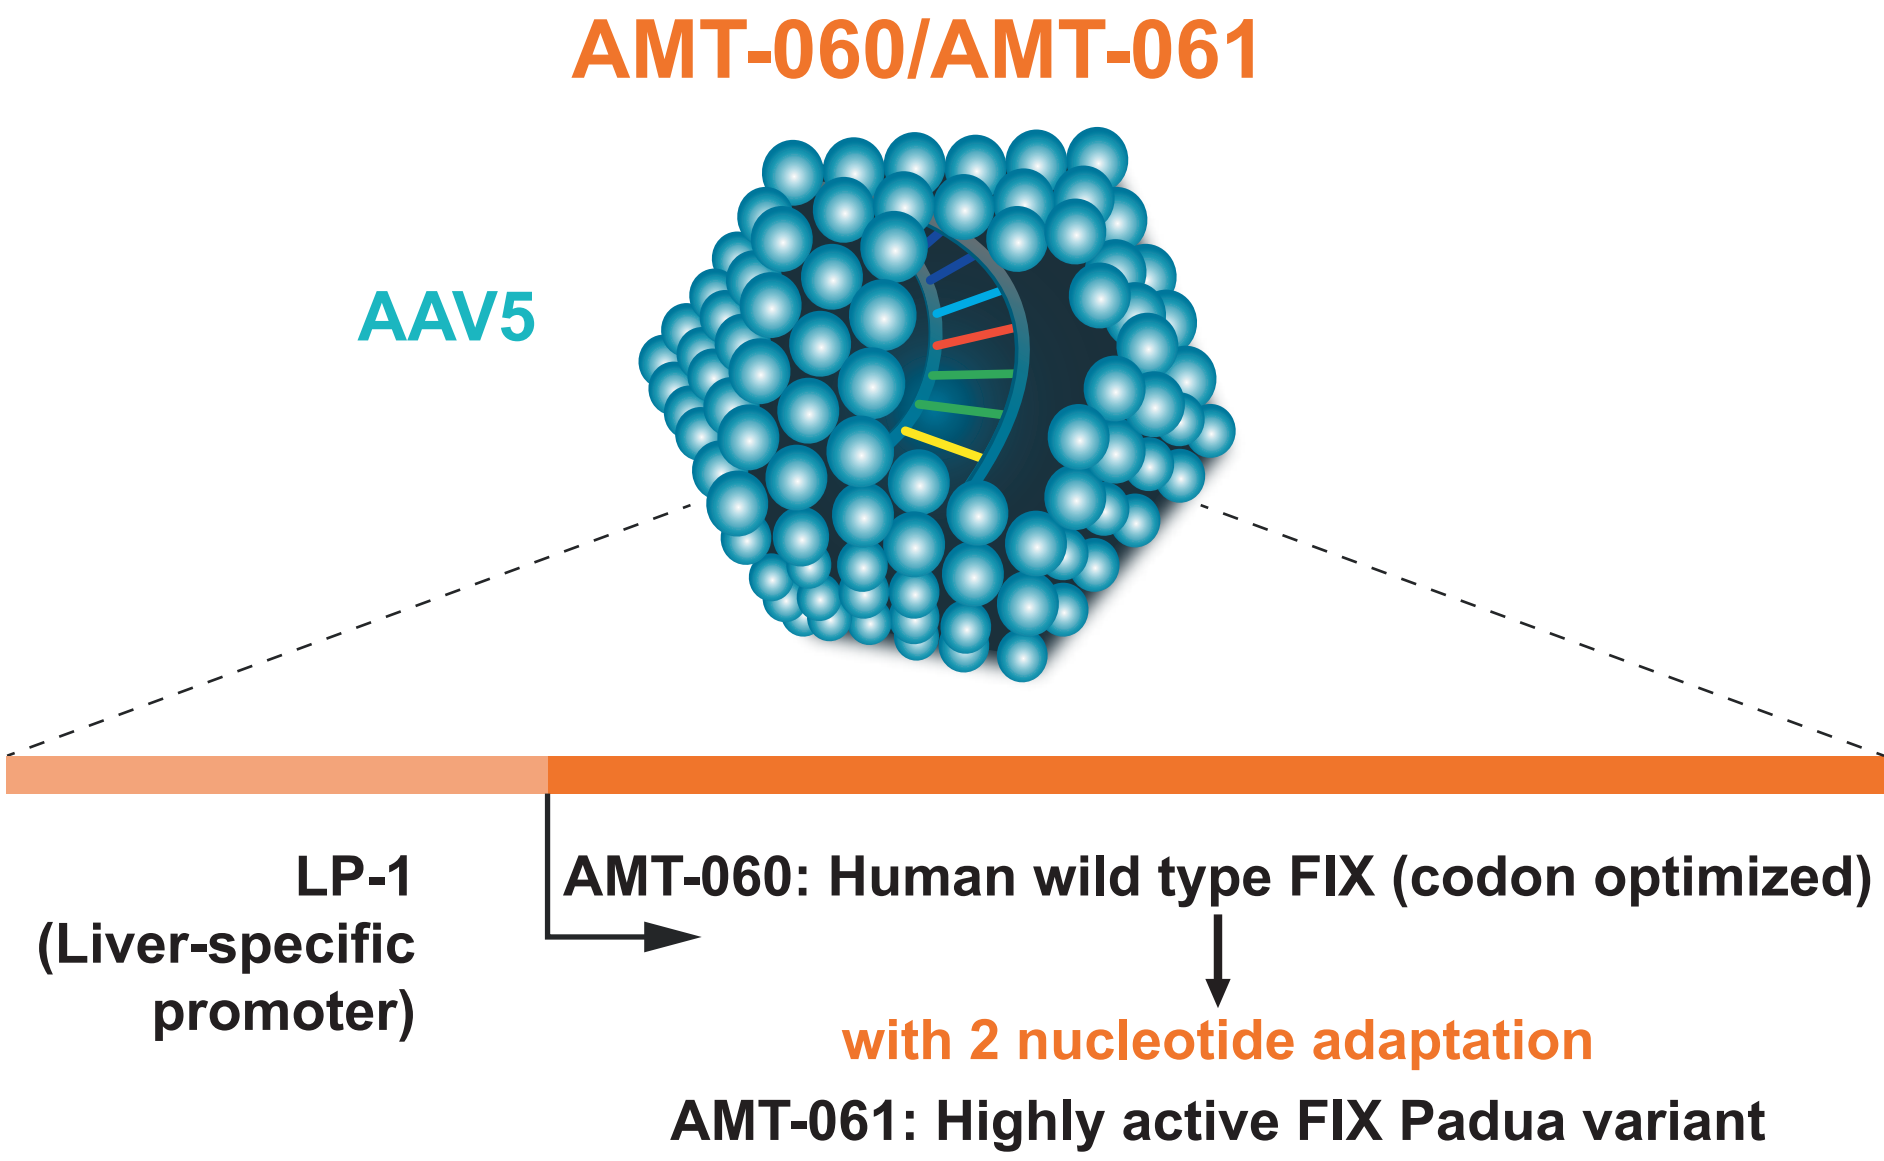 AMT-060/AMT-061
AAV5
LP-1
(Liver-specific
promoter)
AMT-060: Human wild type FIX (codon optimized)
with 2 nucleotide adaptation
AMT-061: Highly active FIX Padua variant